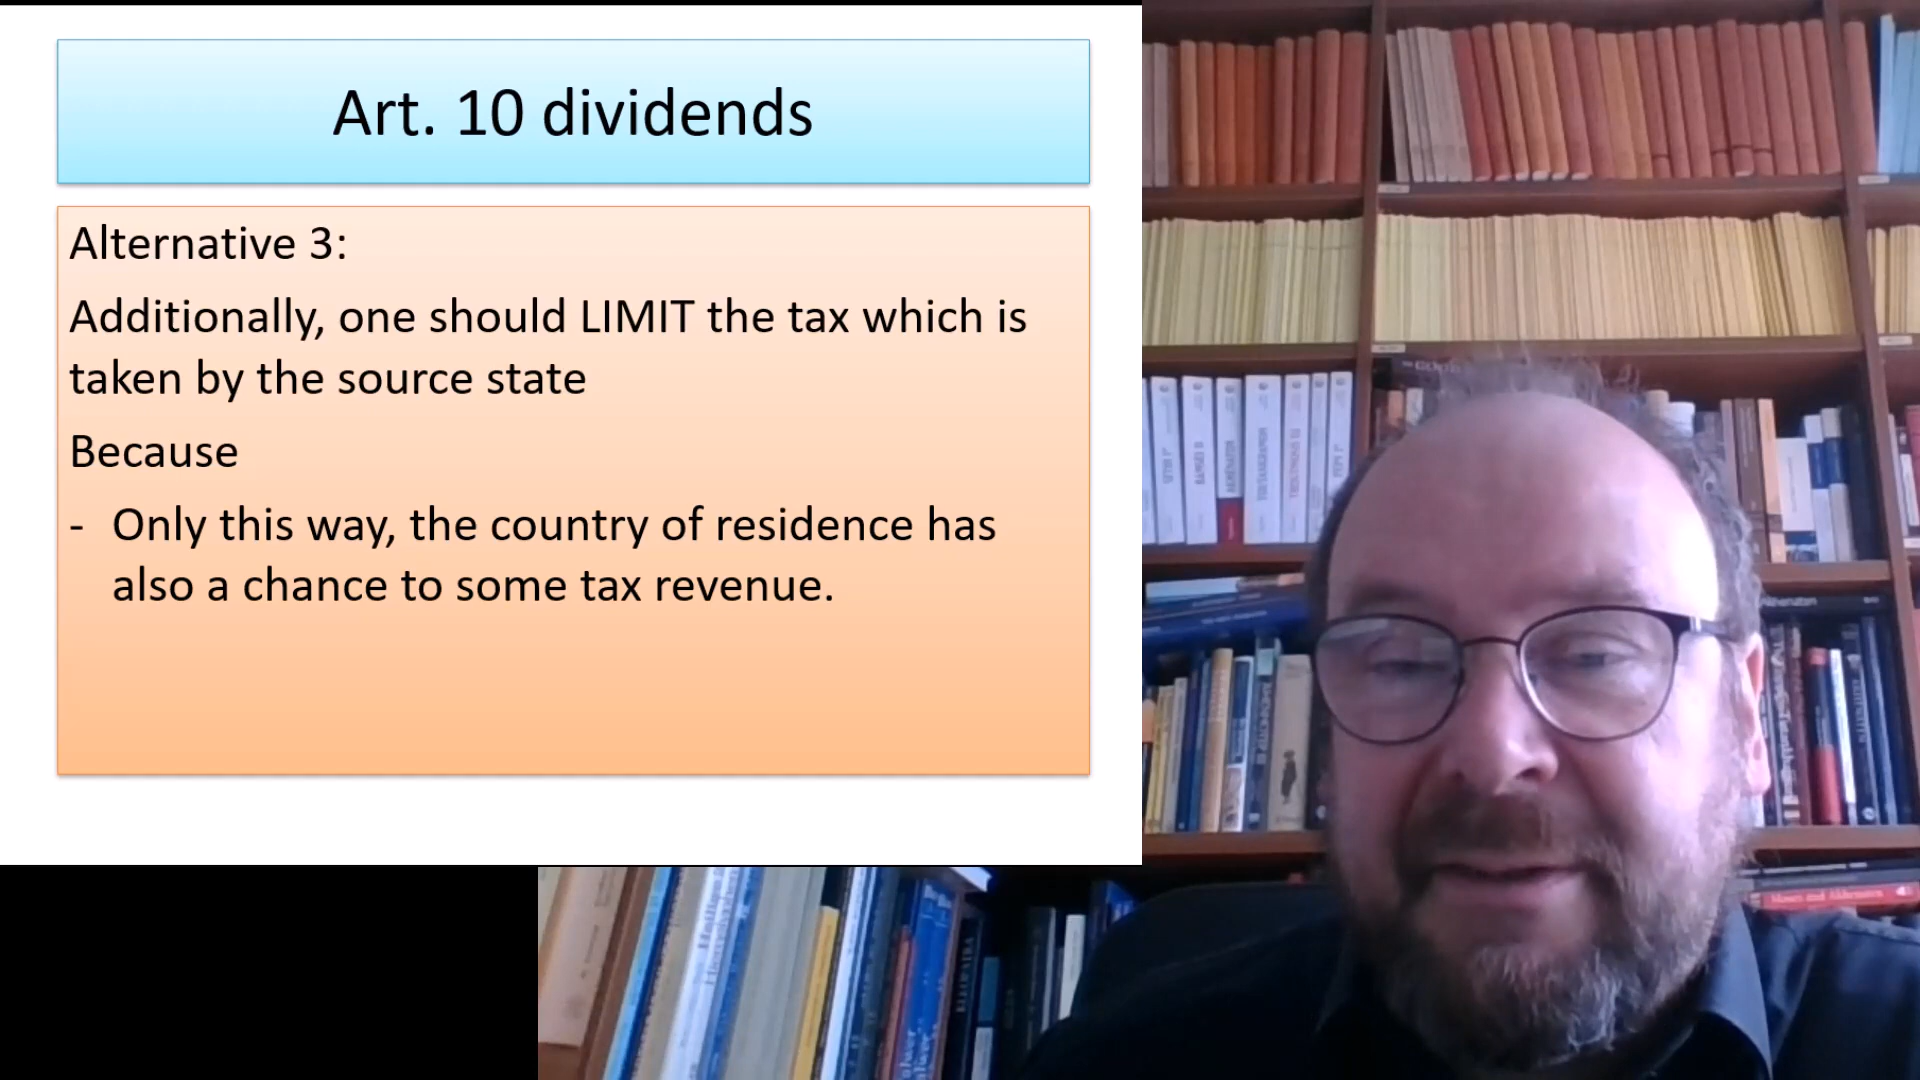 Art. 10 dividends
Alternative 3:
Additionally, one should LIMIT the tax which is
taken by the source state
Because
- Only this way, the country of residence has
also a chance to some tax revenue.